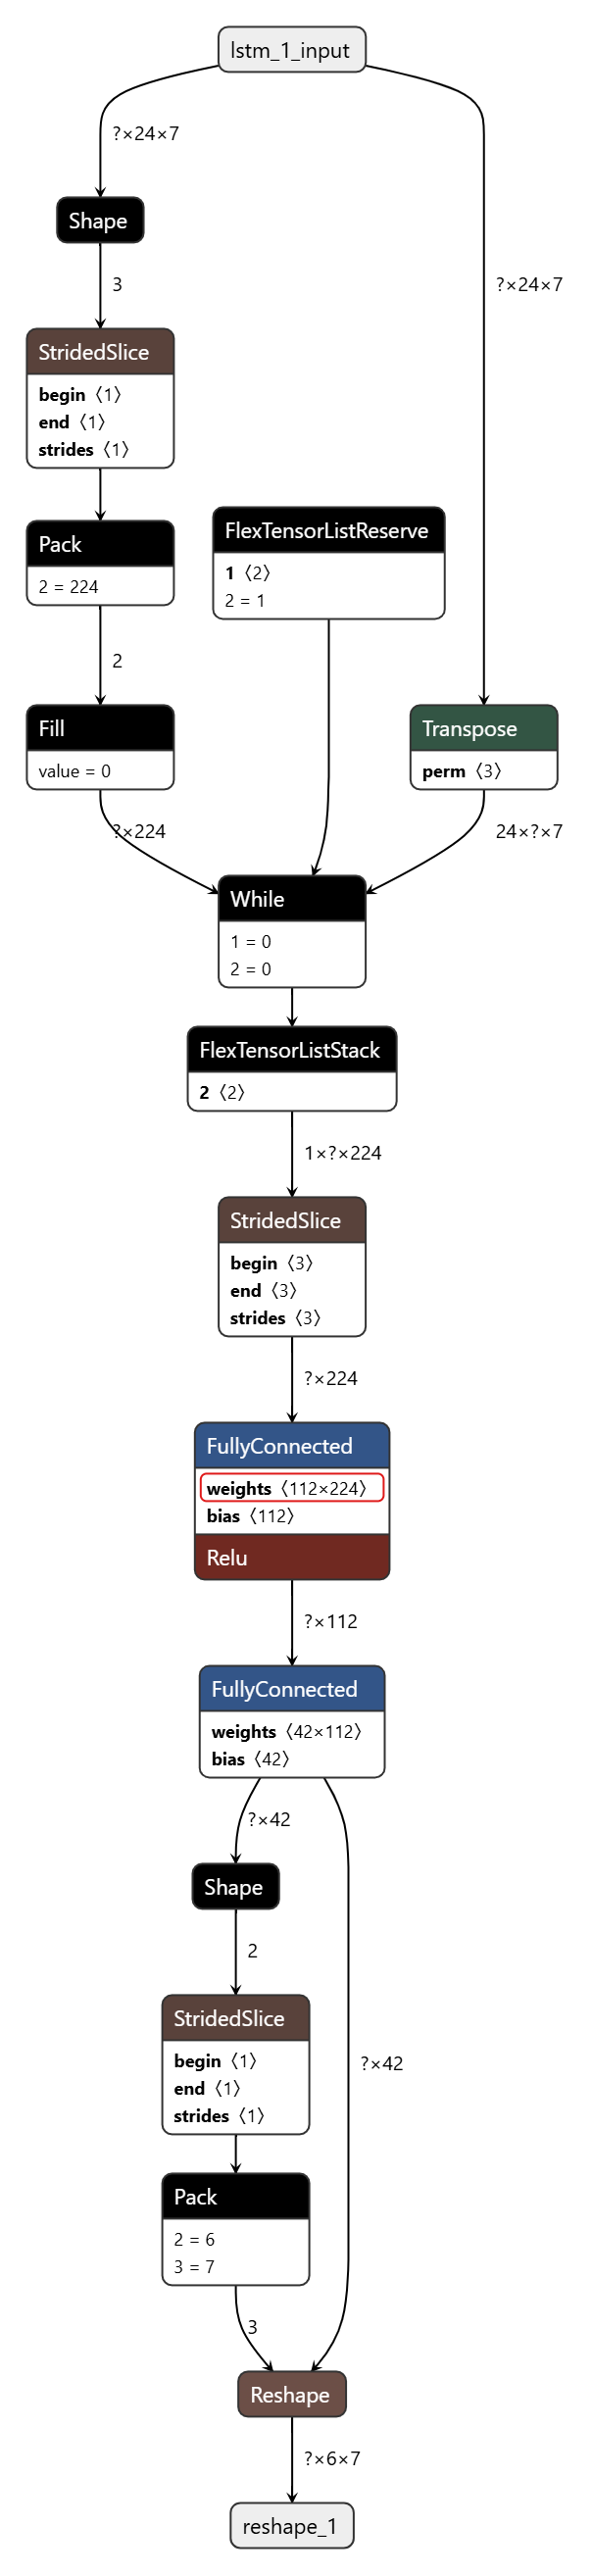 lstm_1_input
?×24×7
Shape
3
?×24×7
StridedSlice
begin〈1〉
end〈1〉
strides〈1〉
Pack
2 = 224
FlexTensorListReserve
1〈2〉
2 = 1
2
Fill
value = 0
Transpose
perm〈3〉
?×224
24×?×7
While
1 = 0
2 = 0
FlexTensorListStack
2〈2〉
1×?×224
StridedSlice
begin〈3〉
end〈3〉
strides〈3〉
?×224
FullyConnected
weights〈112×224〉
bias〈112〉
Relu
?×112
FullyConnected
weights〈42×112〉
bias〈42〉
?×42
Shape
2
StridedSlice
begin〈1〉
end〈1〉
strides〈1〉
?×42
Pack
2 = 6
3 = 7
3
Reshape
?×6×7
reshape_1